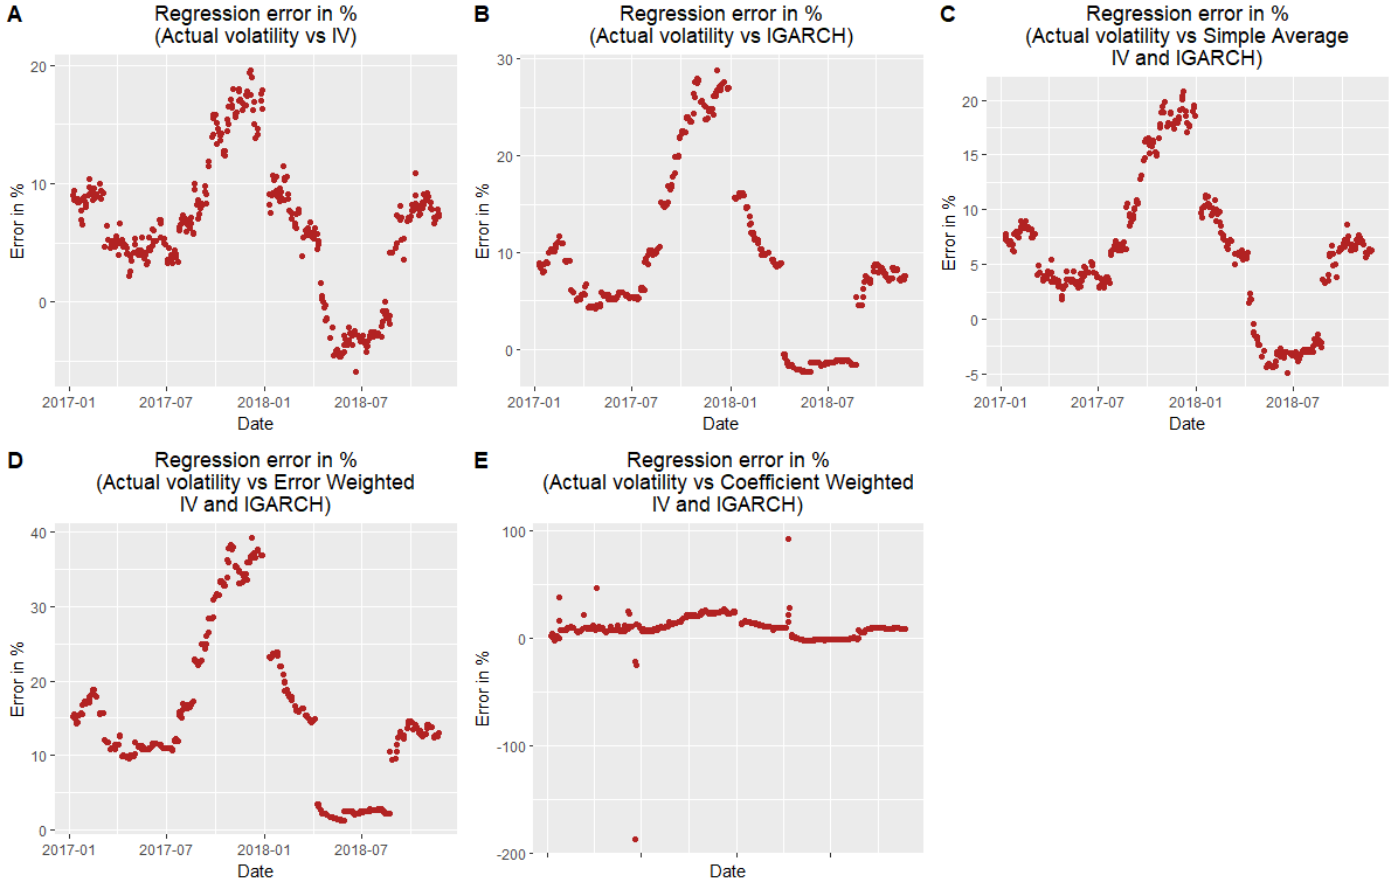 A
Regression error in %
(Actual volatility vs IV)
Error in %
20
10
0
2017-01
2017-07
2018-01
2018-07
Date
B
Regression error in %
(Actual volatility vs IGARCH)
Error in %
30
20
10
0
2017-01
2017-07
2018-01
2018-07
Date
C
Regression error in %
(Actual volatility vs Simple Average
IV and IGARCH)
Error in %
20
15
10
5
0
-5
2017-01
2017-07
2018-01
2018-07
Date
D
Regression error in %
(Actual volatility vs Error Weighted
IV and IGARCH)
Error in %
40
30
20
10
0
2017-01
2017-07
2018-01
2018-07
Date
E
Regression error in %
(Actual volatility vs Coefficient Weighted
IV and IGARCH)
Error in %
100
0
-100
-200
Date